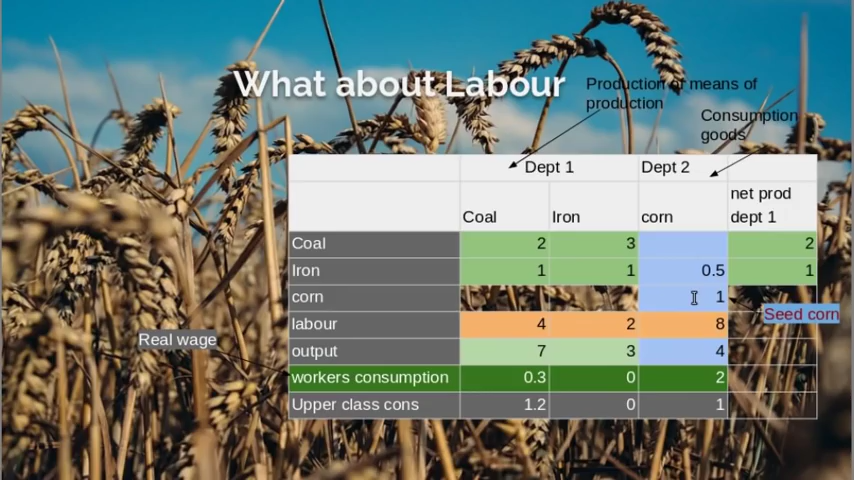 What about Labour
Production of means of
production
Consumption
goods
Dept 1 Dept 2
net prod
Coal Iron corn dept 1
Coal 2 3 2
Iron 1 1 0.5 1
corn 1
Seed corn
labour 4 2 8
Real wage
output 7 3 4
workers consumption 0.3 0 2
Upper class cons 1.2 0 1